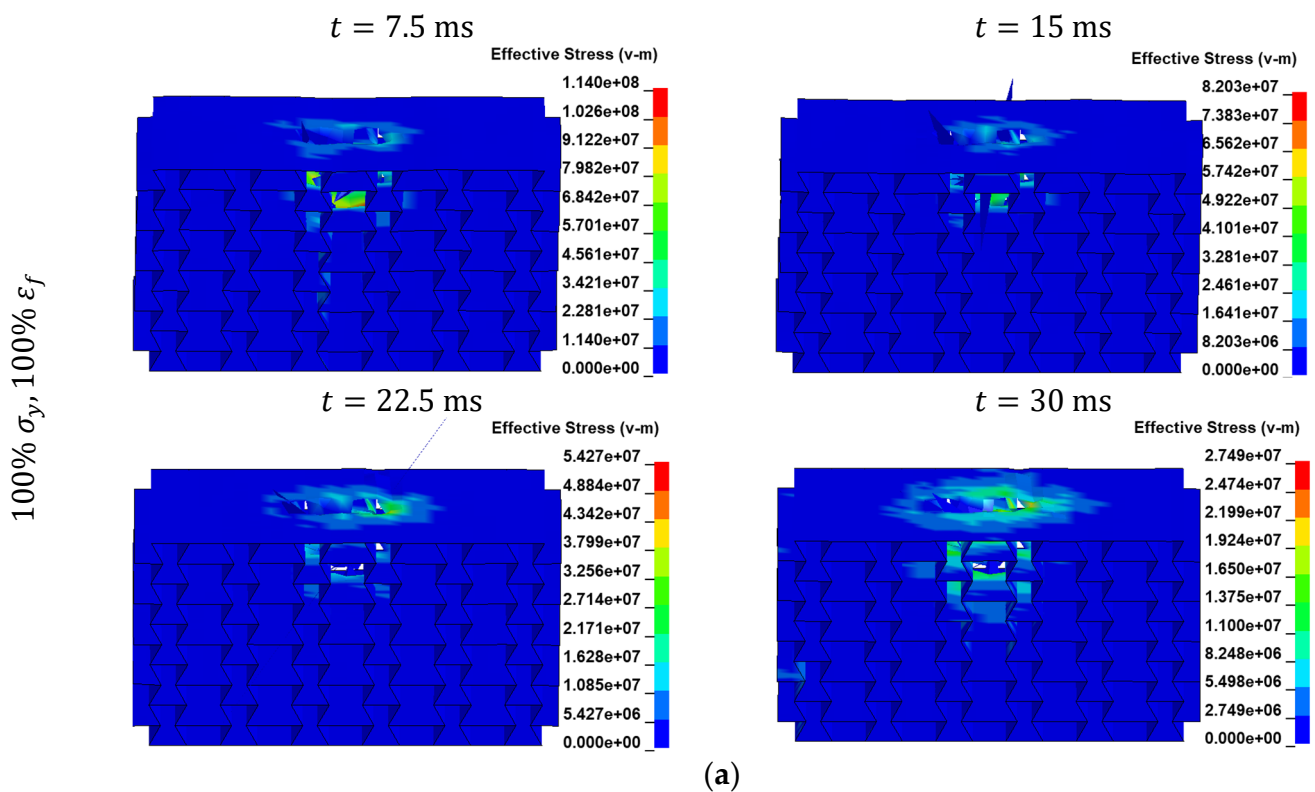 t = 7.5 ms
Effective Stress (v-m)
1.140e+08
1.026e+08
9.122e+07
7.982e+07
6.842e+07
5.701e+07
4.561e+07
3.421e+07
2.281e+07
1.140e+07
0.000e+00
t = 15 ms
Effective Stress (v-m)
8.203e+07
7.383e+07
6.562e+07
5.742e+07
4.922e+07
4.101e+07
3.281e+07
2.461e+07
1.641e+07
8.203e+06
0.000e+00
100% σy, 100% εf
t = 22.5 ms
Effective Stress (v-m)
5.427e+07
4.884e+07
4.342e+07
3.799e+07
3.256e+07
2.714e+07
2.171e+07
1.628e+07
1.085e+07
5.427e+06
0.000e+00
t = 30 ms
Effective Stress (v-m)
2.749e+07
2.474e+07
2.199e+07
1.924e+07
1.650e+07
1.375e+07
1.100e+07
8.248e+06
5.498e+06
2.749e+06
0.000e+00
(a)